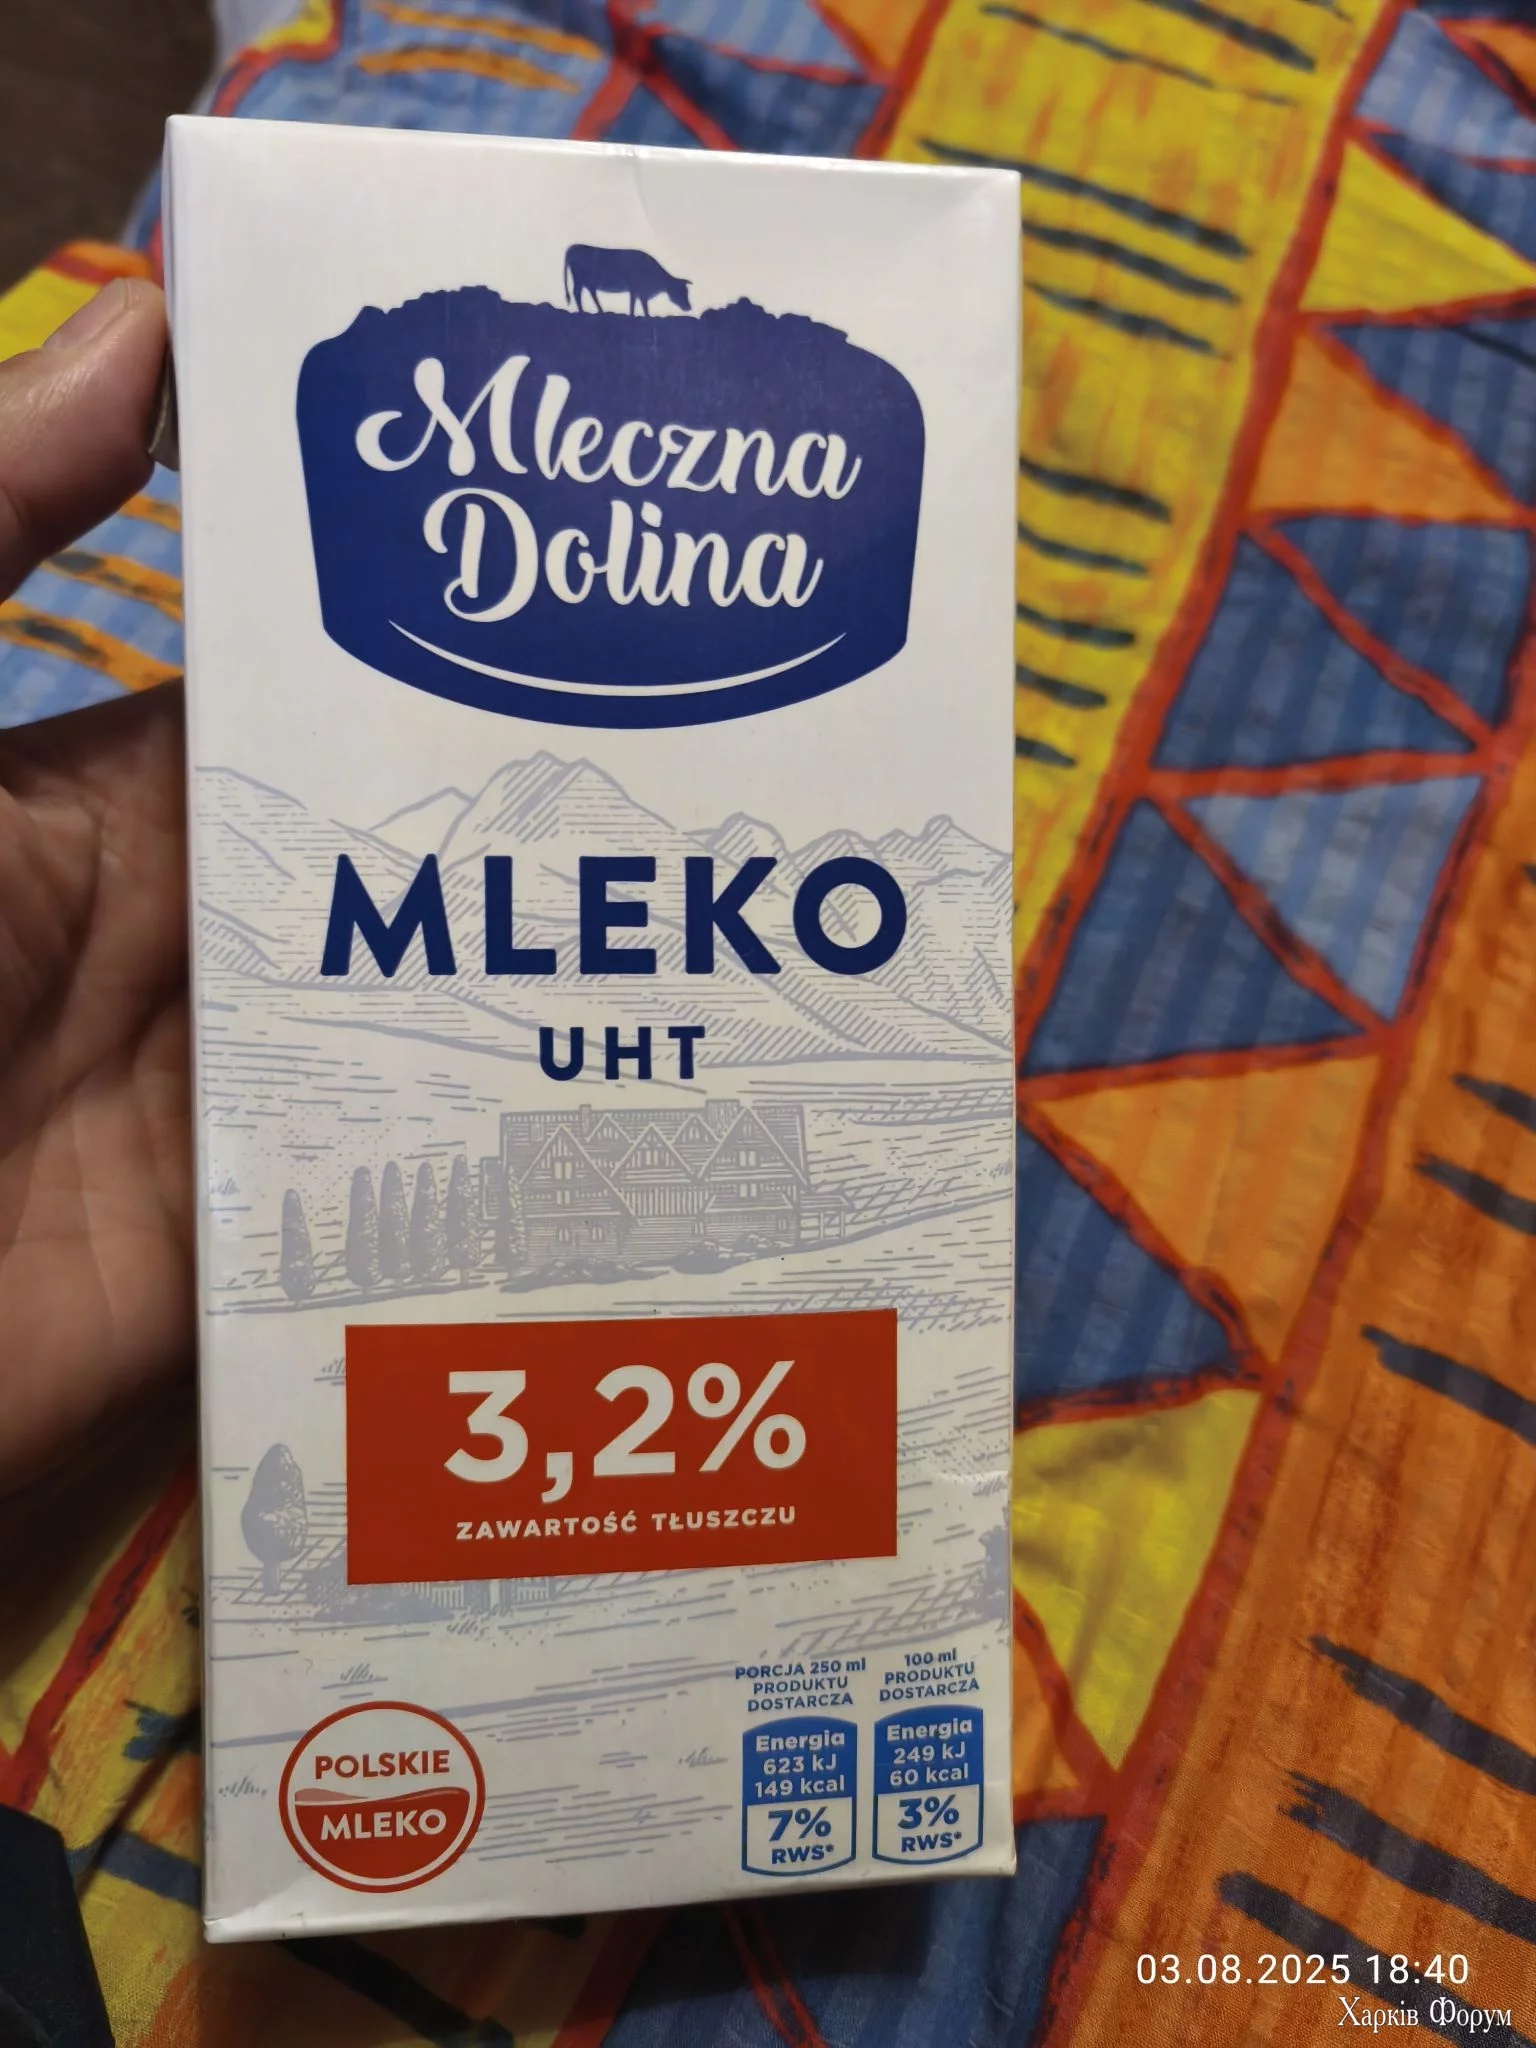 Mleczna
Dolina
MLEKO
UHT
3,2%
ZAWARTOŚĆ TŁUSZCZU
POLSKIE
MLEKO
PORCJA 250 ml
PRODUKTU
DOSTARCZA
Energia
623 kJ
149 kcal
7%
RWS*
100 ml
PRODUKTU
DOSTARCZA
Energia
249 kJ
60 kcal
3%
RWS*
03.08.2025 18:40
Харків Форум